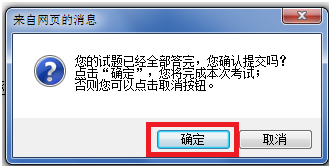 来自网页的消息
您的试题已经全部答完，您确认提交吗？
点击“确定”，您将完成本次考试；
否则您可以点击取消按钮。
确定
取消